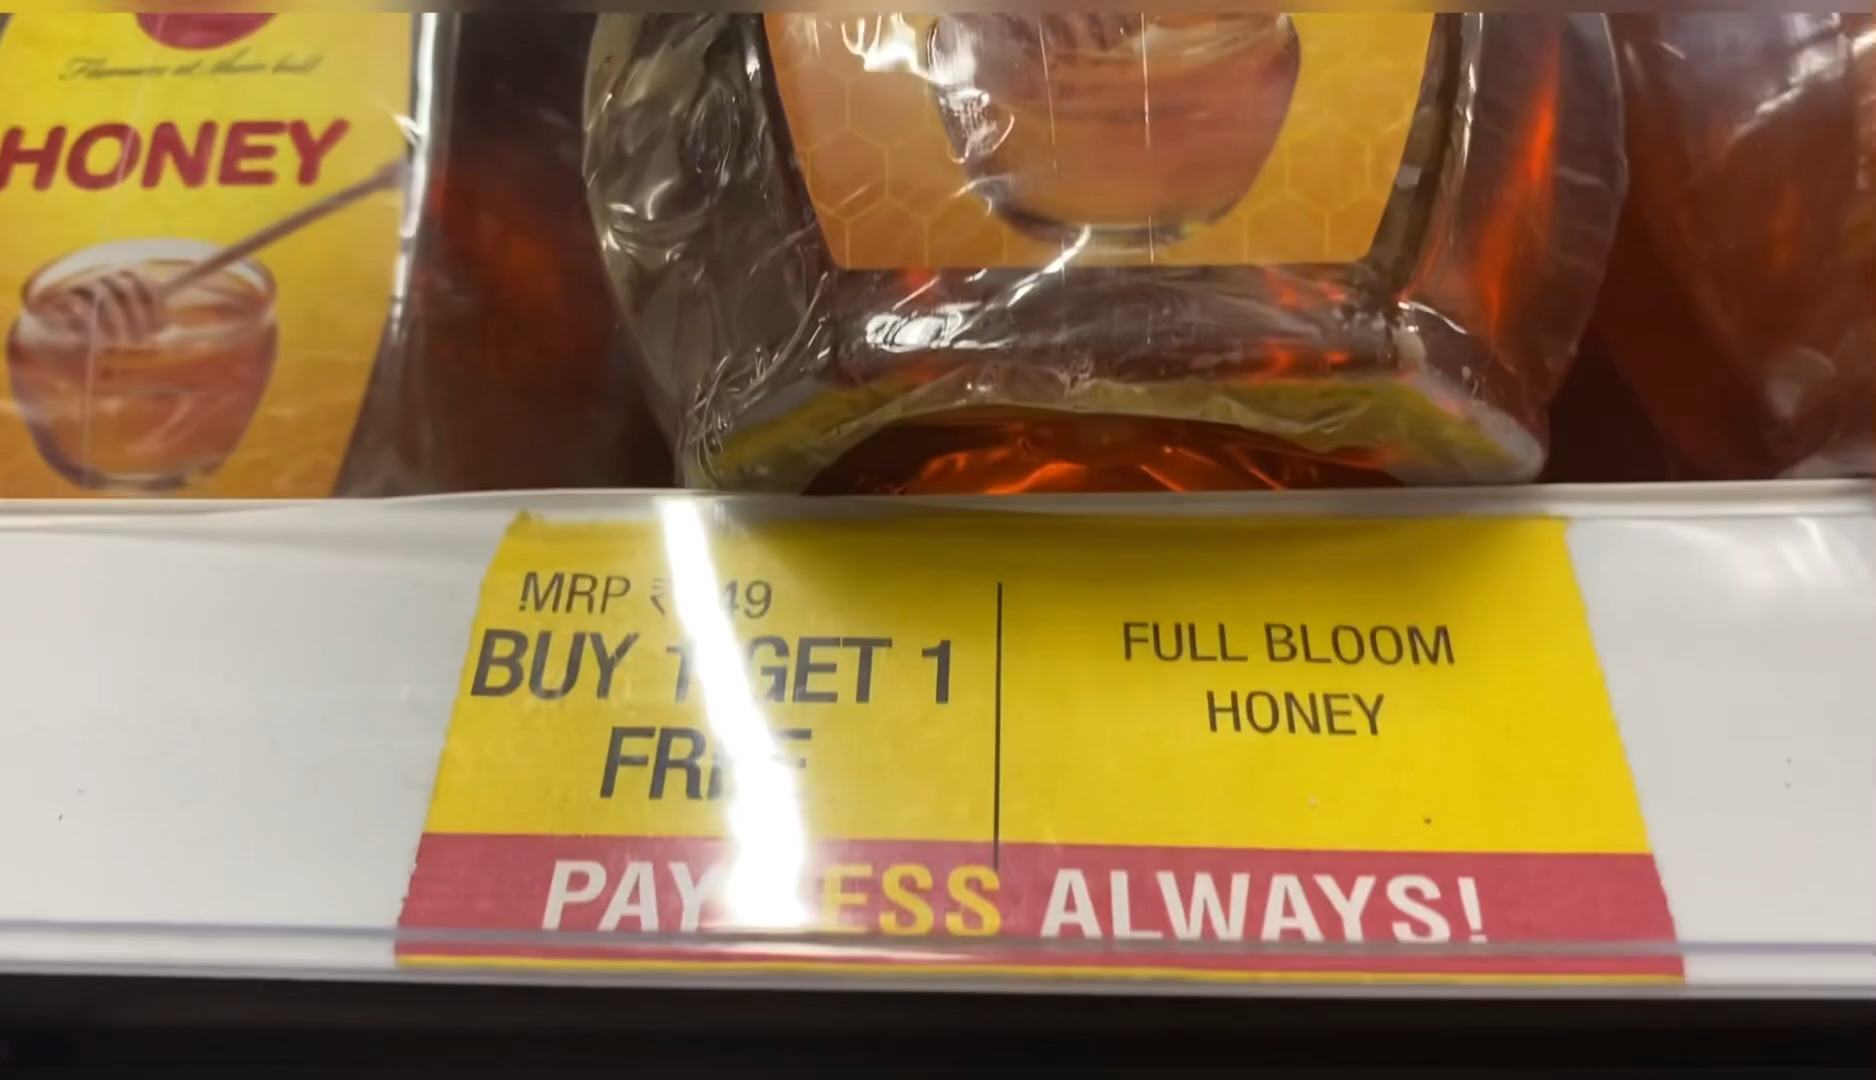 HONEY
MRP ₹ 49
BUY 1 GET 1
FREE
FULL BLOOM
HONEY
PAY LESS ALWAYS!